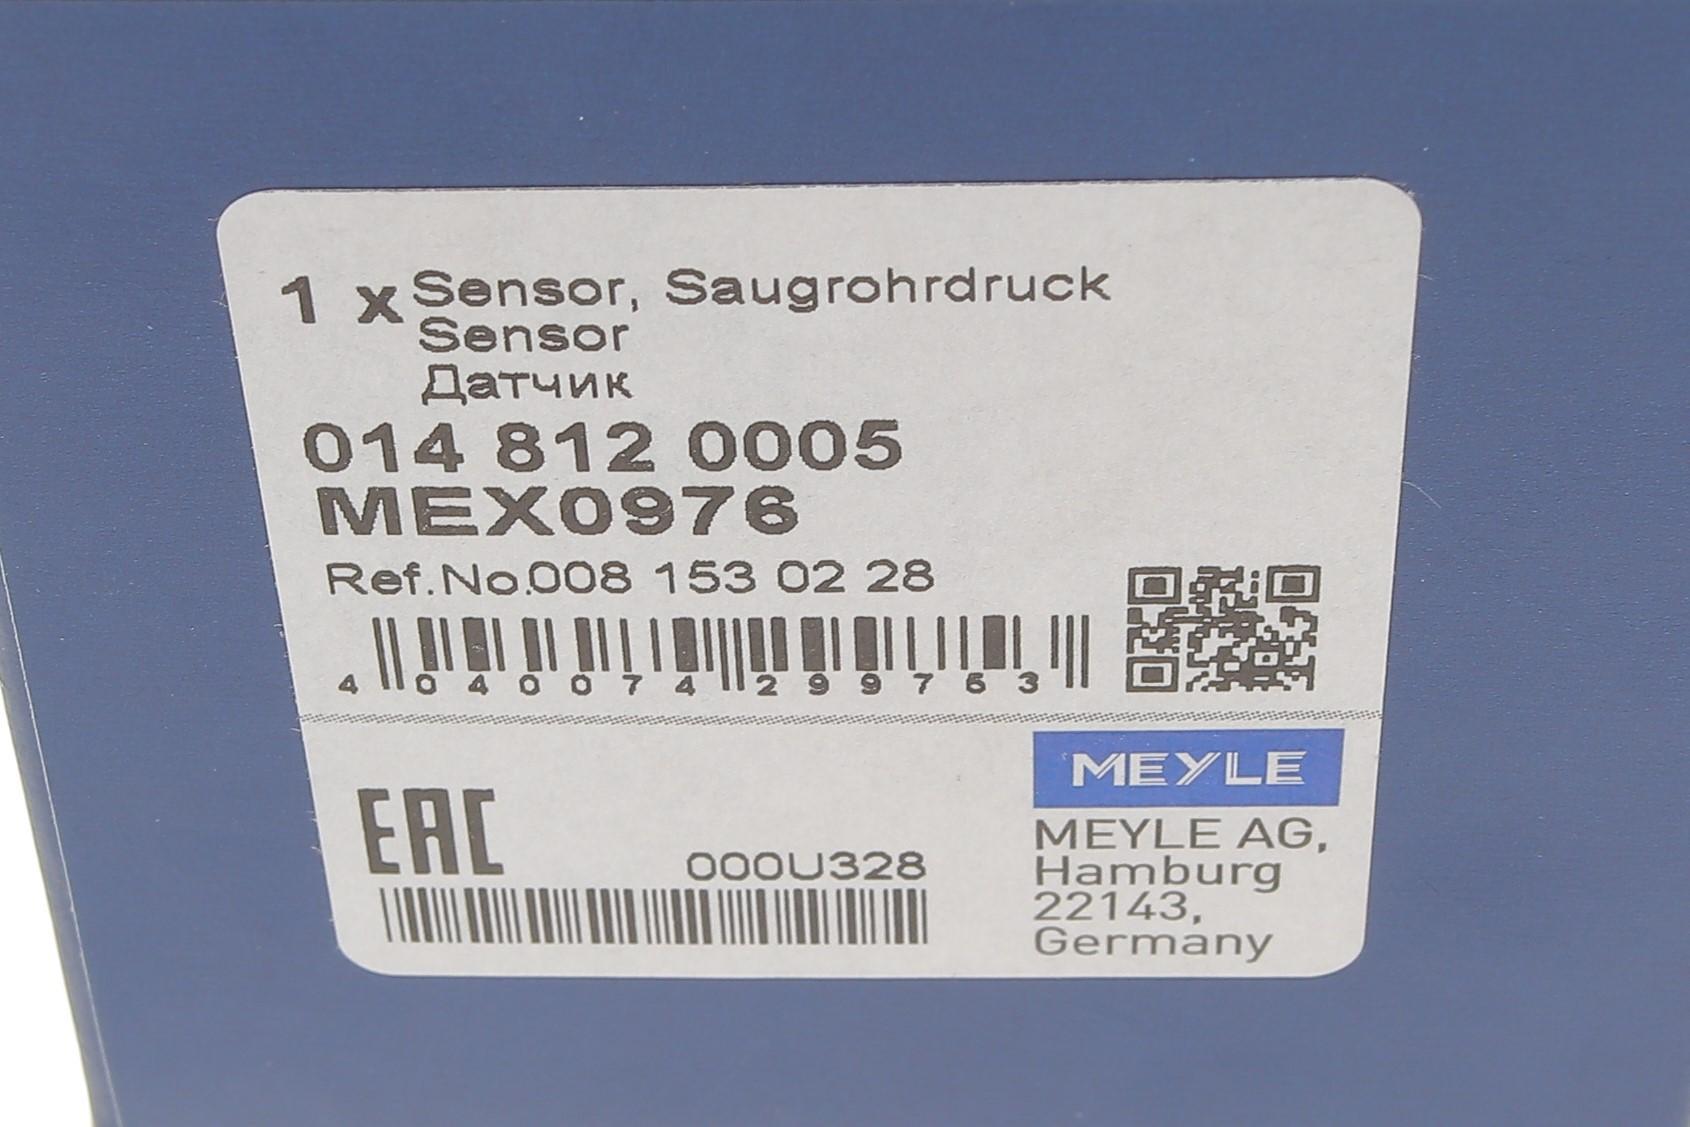 1 x Sensor, Saugrohrdruck
Sensor
Датчик
014 812 0005
MEX0976
Ref.No.008 153 02 28
4 040074 299763
EAC
000U328
MEYLE
MEYLE AG,
Hamburg
22143,
Germany